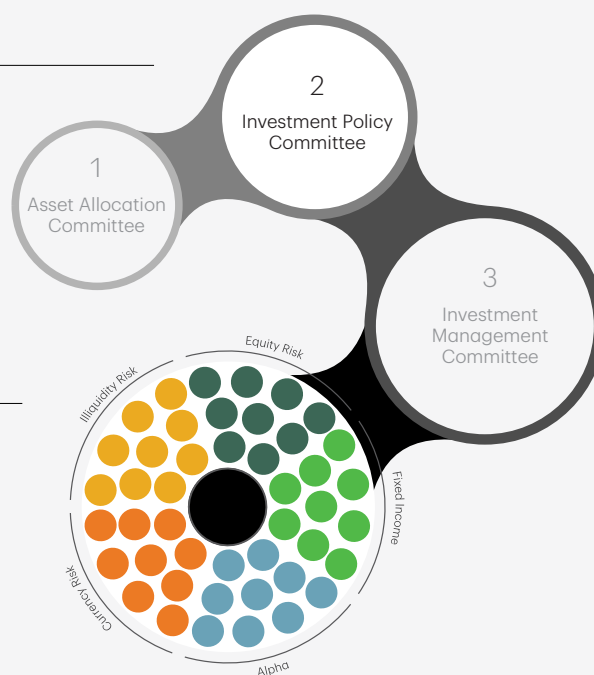 1
Asset Allocation
Committee
2
Investment Policy
Committee
3
Investment
Management
Committee
Equity Risk
Illiquidity Risk
Fixed Income
Currency Risk
Alpha